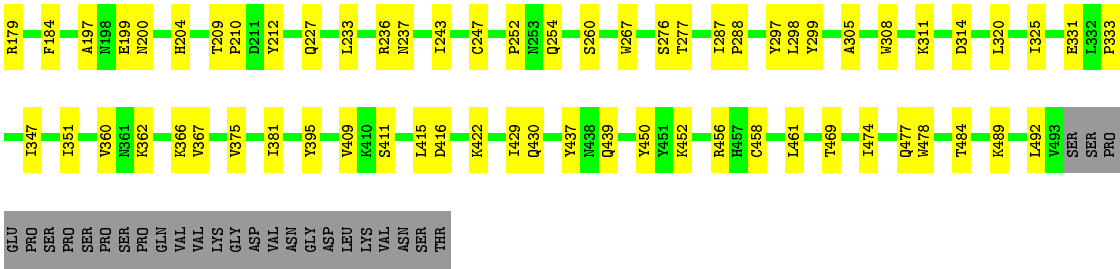 R179 F184 A197 N198 E199 N200 H204 T209 P210 D211 Y212 Q227 L233 R236 N237 I243 C247 P252 N253 Q254 S260 W267 S276 T277 I287 P288 Y297 L298 Y299 A305 W308 K311 D314 L320 I325 E331 L332 P333
I347 I351 V360 N361 K362 K366 V367 V375 I381 Y395 V409 K410 S411 L415 D416 K422 I429 Q430 Y437 N438 Q439 Y450 Y451 K452 R456 H457 C458 L461 T469 I474 Q477 W478 T484 K489 L492 V493 SER SER PRO
GLU PRO SER PRO SER PRO SER PRO GLN VAL VAL LYS GLY ASP VAL ASN GLY ASP LEU LYS VAL ASN SER THR